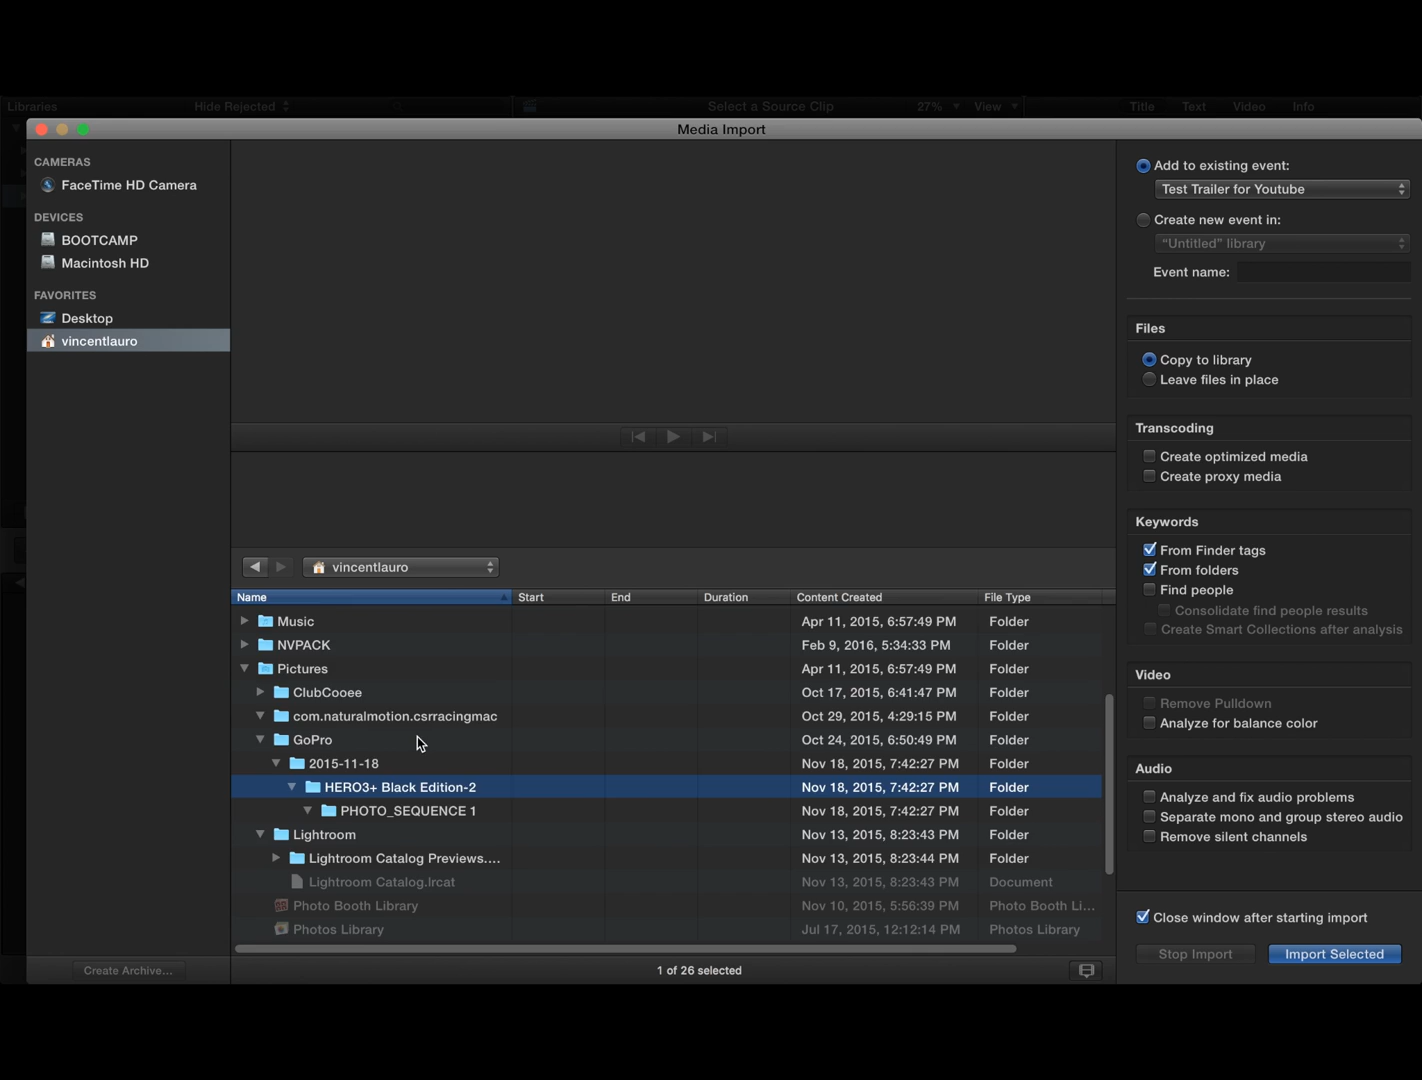 Libraries
Hide Rejected
Select a Source Clip
27%
View
Title
Text
Video
Info
Media Import
CAMERAS
FaceTime HD Camera
DEVICES
BOOTCAMP
Macintosh HD
FAVORITES
Desktop
vincentlauro
Create Archive...
vincentlauro
Name Start End Duration Content Created File Type
Music Apr 11, 2015, 6:57:49 PM Folder
NVPACK Feb 9, 2016, 5:34:33 PM Folder
Pictures Apr 11, 2015, 6:57:49 PM Folder
ClubCooee Oct 17, 2015, 6:41:47 PM Folder
com.naturalmotion.csrracingmac Oct 29, 2015, 4:29:15 PM Folder
GoPro Oct 24, 2015, 6:50:49 PM Folder
2015-11-18 Nov 18, 2015, 7:42:27 PM Folder
HERO3+ Black Edition-2 Nov 18, 2015, 7:42:27 PM Folder
PHOTO_SEQUENCE 1 Nov 18, 2015, 7:42:27 PM Folder
Lightroom Nov 13, 2015, 8:23:43 PM Folder
Lightroom Catalog Previews.... Nov 13, 2015, 8:23:44 PM Folder
Lightroom Catalog.lrcat Nov 13, 2015, 8:23:43 PM Document
Photo Booth Library Nov 10, 2015, 5:56:39 PM Photo Booth Li...
Photos Library Jul 17, 2015, 12:12:14 PM Photos Library
1 of 26 selected
Add to existing event:
Test Trailer for Youtube
Create new event in:
"Untitled" library
Event name:
Files
Copy to library
Leave files in place
Transcoding
Create optimized media
Create proxy media
Keywords
From Finder tags
From folders
Find people
Consolidate find people results
Create Smart Collections after analysis
Video
Remove Pulldown
Analyze for balance color
Audio
Analyze and fix audio problems
Separate mono and group stereo audio
Remove silent channels
Close window after starting import
Stop Import
Import Selected